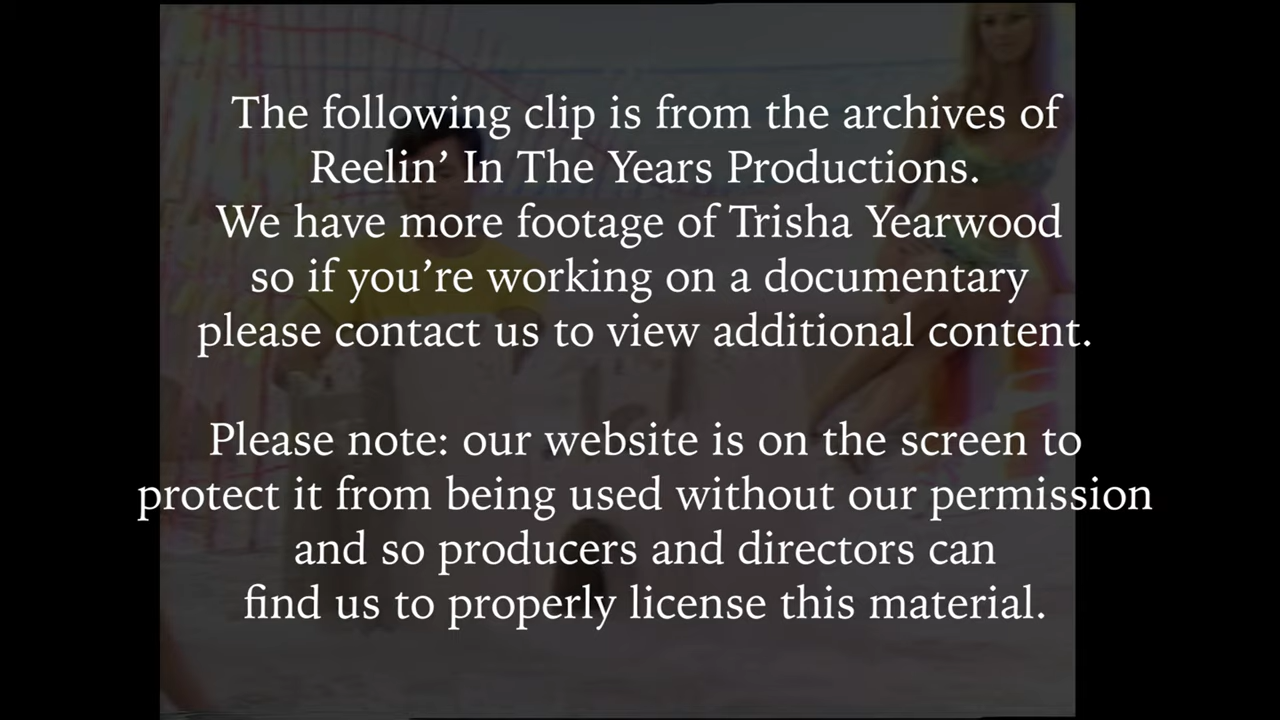 The following clip is from the archives of
Reelin’ In The Years Productions.
We have more footage of Trisha Yearwood
so if you’re working on a documentary
please contact us to view additional content.
Please note: our website is on the screen to
protect it from being used without our permission
and so producers and directors can
find us to properly license this material.